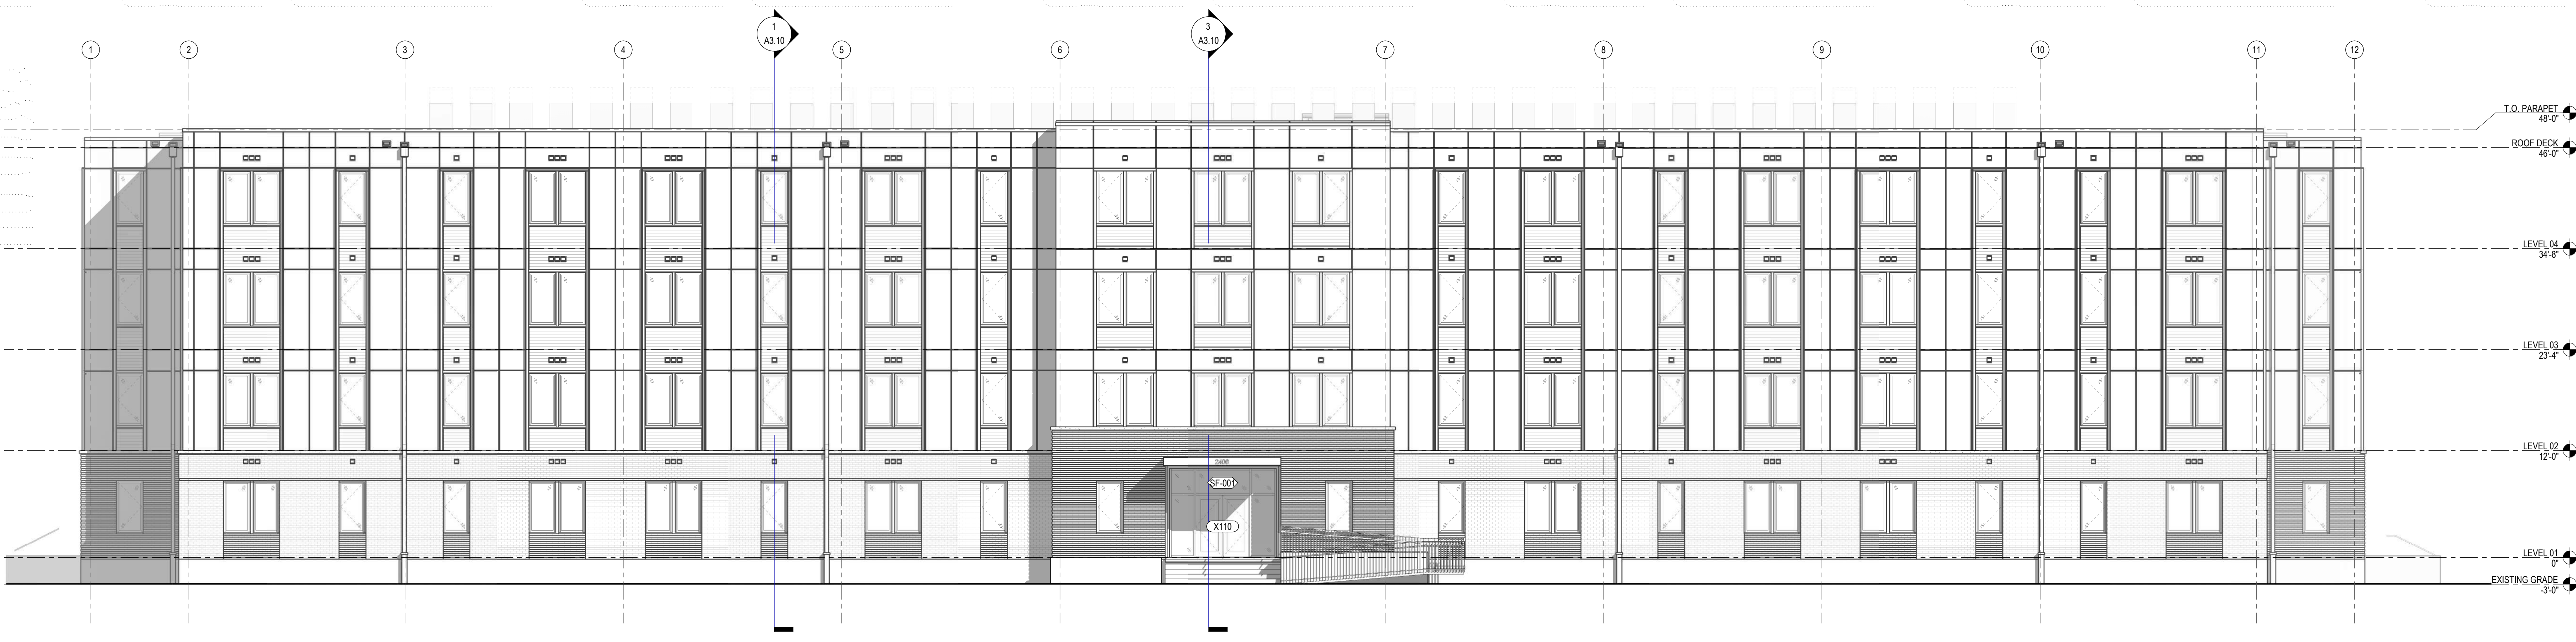 1
A3.10
3
A3.10
1
2
3
4
5
6
7
8
9
10
11
12
T.O. PARAPET
48'-0"
ROOF DECK
46'-0"
LEVEL 04
34'-8"
LEVEL 03
23'-4"
LEVEL 02
12'-0"
2400
SF-001
X110
LEVEL 01
0"
EXISTING GRADE
-3'-0"